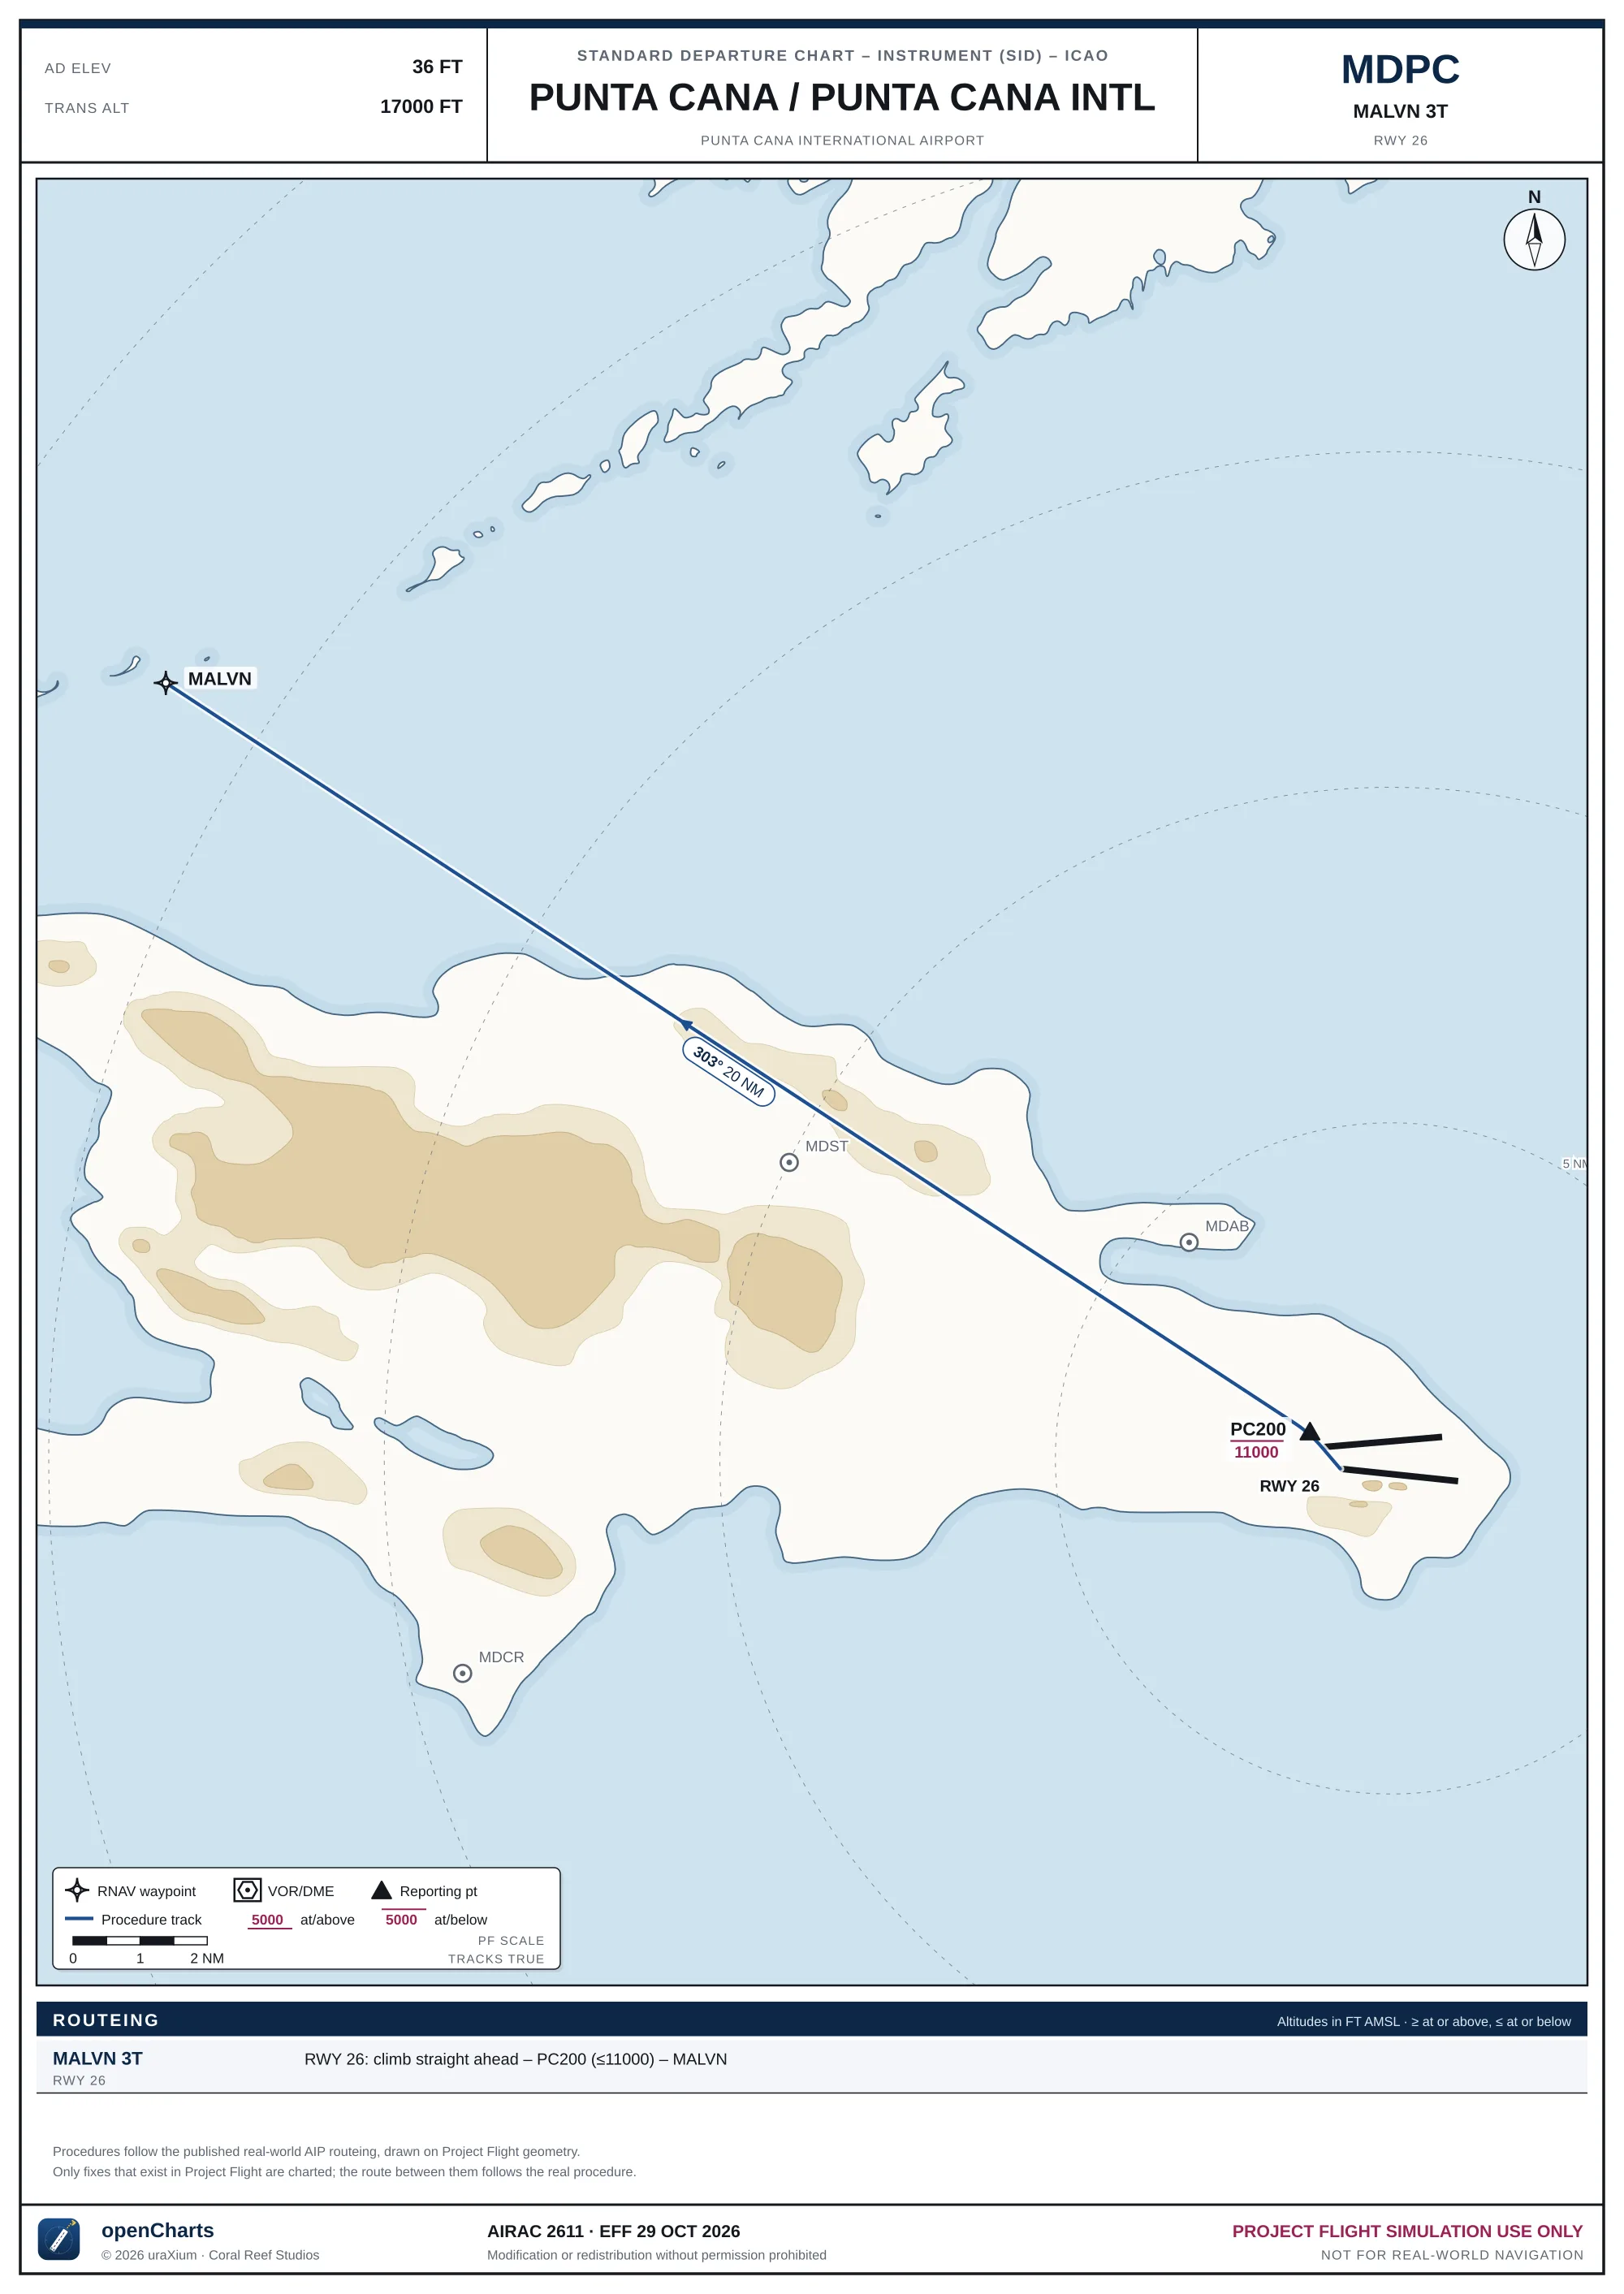 AD ELEV 36 FT
TRANS ALT 17000 FT
STANDARD DEPARTURE CHART – INSTRUMENT (SID) – ICAO
PUNTA CANA / PUNTA CANA INTL
PUNTA CANA INTERNATIONAL AIRPORT
MDPC
MALVN 3T
RWY 26
N
MALVN
303° 20 NM
MDST
5 NM
MDAB
PC200
11000
RWY 26
MDCR
RNAV waypoint VOR/DME Reporting pt
Procedure track 5000 at/above 5000 at/below
PF SCALE
0 1 2 NM TRACKS TRUE
ROUTEING Altitudes in FT AMSL · ≥ at or above, ≤ at or below
MALVN 3T RWY 26: climb straight ahead – PC200 (≤11000) – MALVN
RWY 26
Procedures follow the published real-world AIP routeing, drawn on Project Flight geometry.
Only fixes that exist in Project Flight are charted; the route between them follows the real procedure.
openCharts AIRAC 2611 · EFF 29 OCT 2026 PROJECT FLIGHT SIMULATION USE ONLY
© 2026 uraXium · Coral Reef Studios Modification or redistribution without permission prohibited NOT FOR REAL-WORLD NAVIGATION